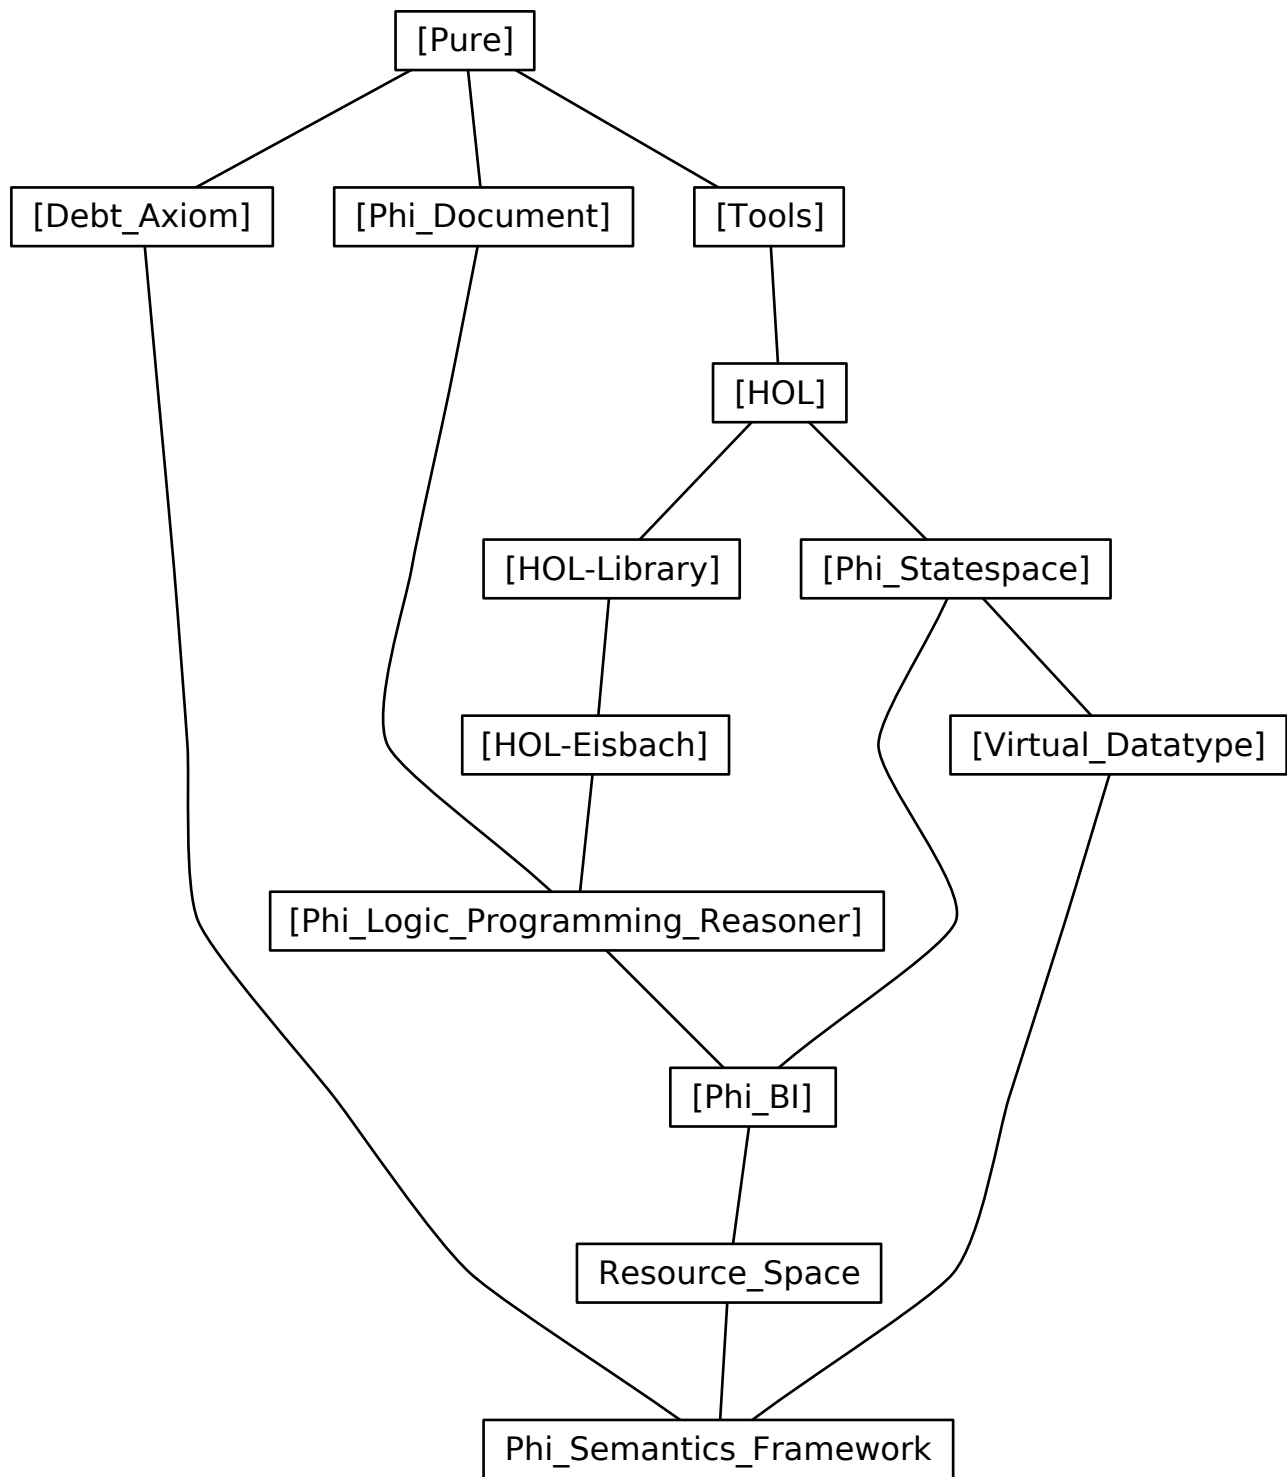 [Pure]
[Debt_Axiom]
[Phi_Document]
[Tools]
[HOL]
[HOL-Library]
[Phi_Statespace]
[HOL-Eisbach]
[Virtual_Datatype]
[Phi_Logic_Programming_Reasoner]
[Phi_BI]
Resource_Space
Phi_Semantics_Framework